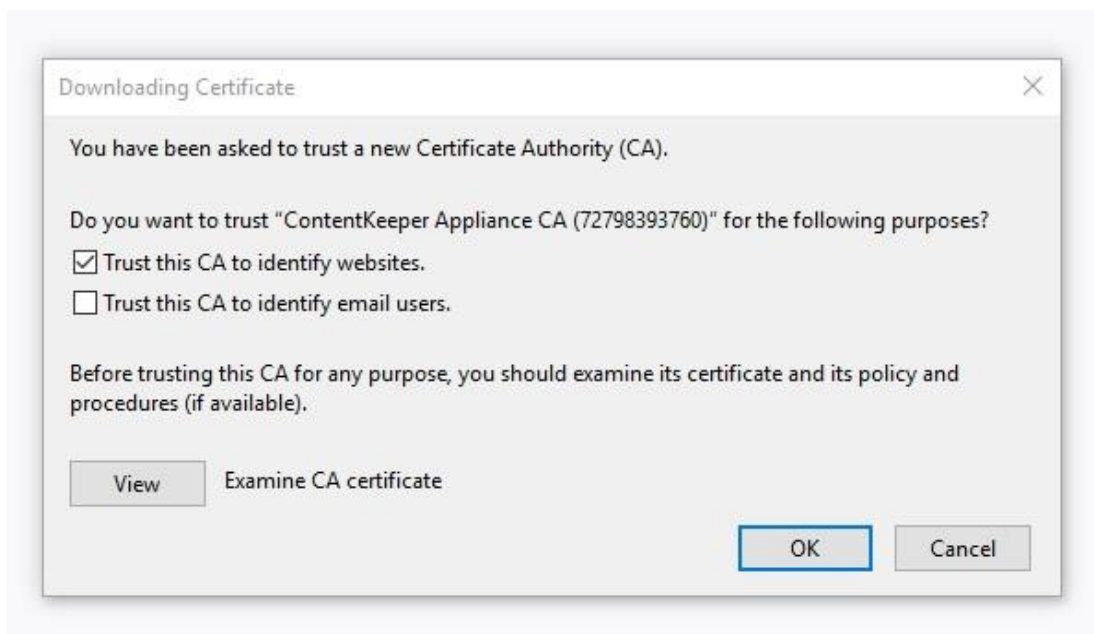 Downloading Certificate
You have been asked to trust a new Certificate Authority (CA).
Do you want to trust “ContentKeeper Appliance CA (72798393760)” for the following purposes?
Trust this CA to identify websites.
Trust this CA to identify email users.
Before trusting this CA for any purpose, you should examine its certificate and its policy and
procedures (if available).
View Examine CA certificate
OK Cancel